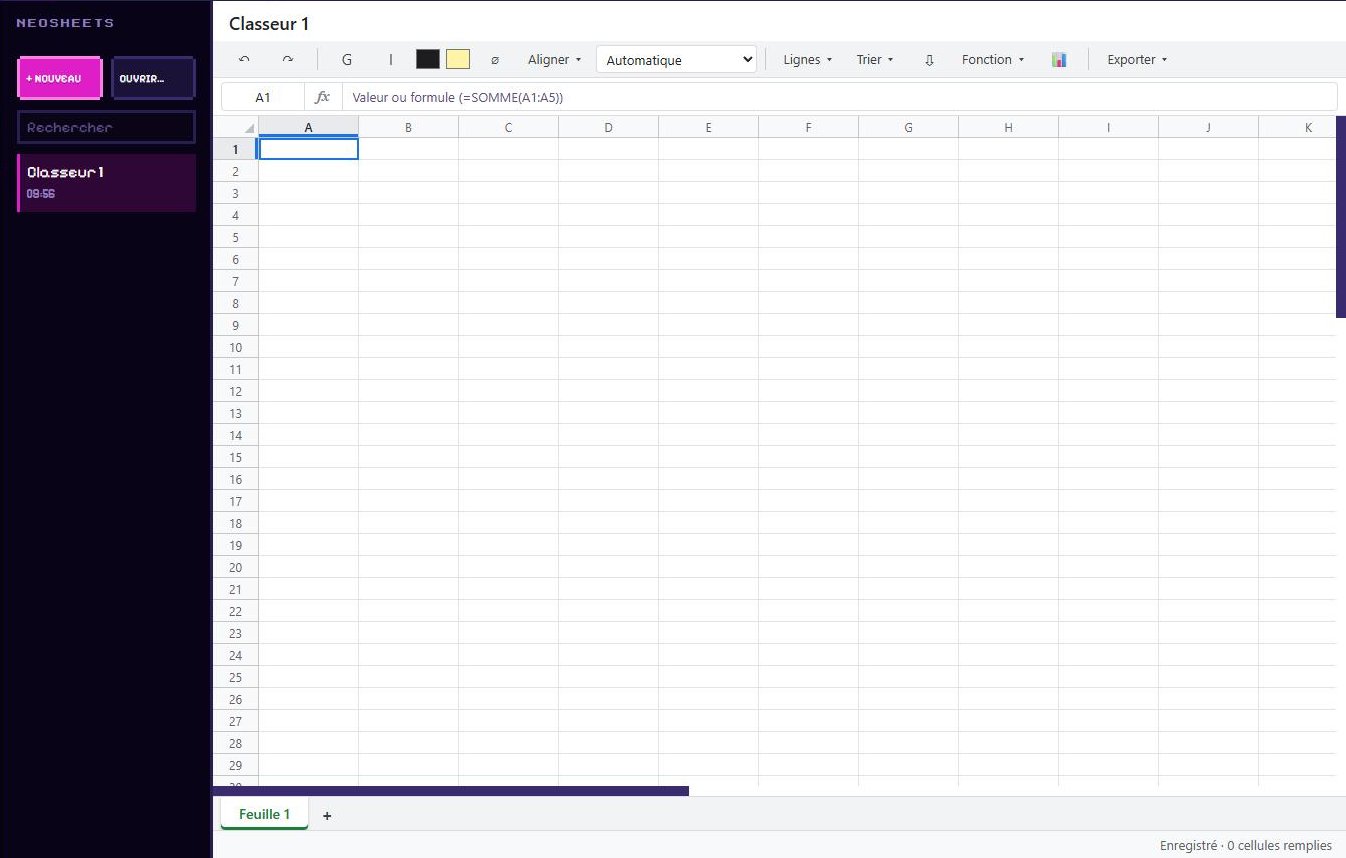 NEOSHEETS
+ NOUVEAU
OUVRIR...
Rechercher
Classeur 1
09:56
Classeur 1
G I Aligner Automatique Lignes Trier Fonction Exporter
A1 fx Valeur ou formule (=SOMME(A1:A5))
A B C D E F G H I J K
1
2
3
4
5
6
7
8
9
10
11
12
13
14
15
16
17
18
19
20
21
22
23
24
25
26
27
28
29
Feuille 1 +
Enregistré · 0 cellules remplies